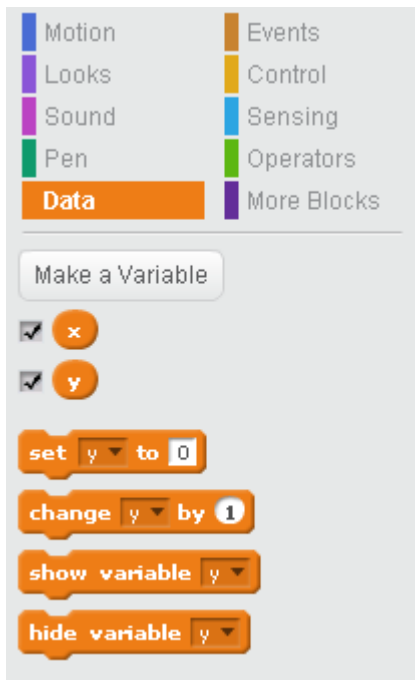 Motion Events
Looks Control
Sound Sensing
Pen Operators
Data More Blocks
Make a Variable
x
y
set y to 0
change y by 1
show variable y
hide variable y